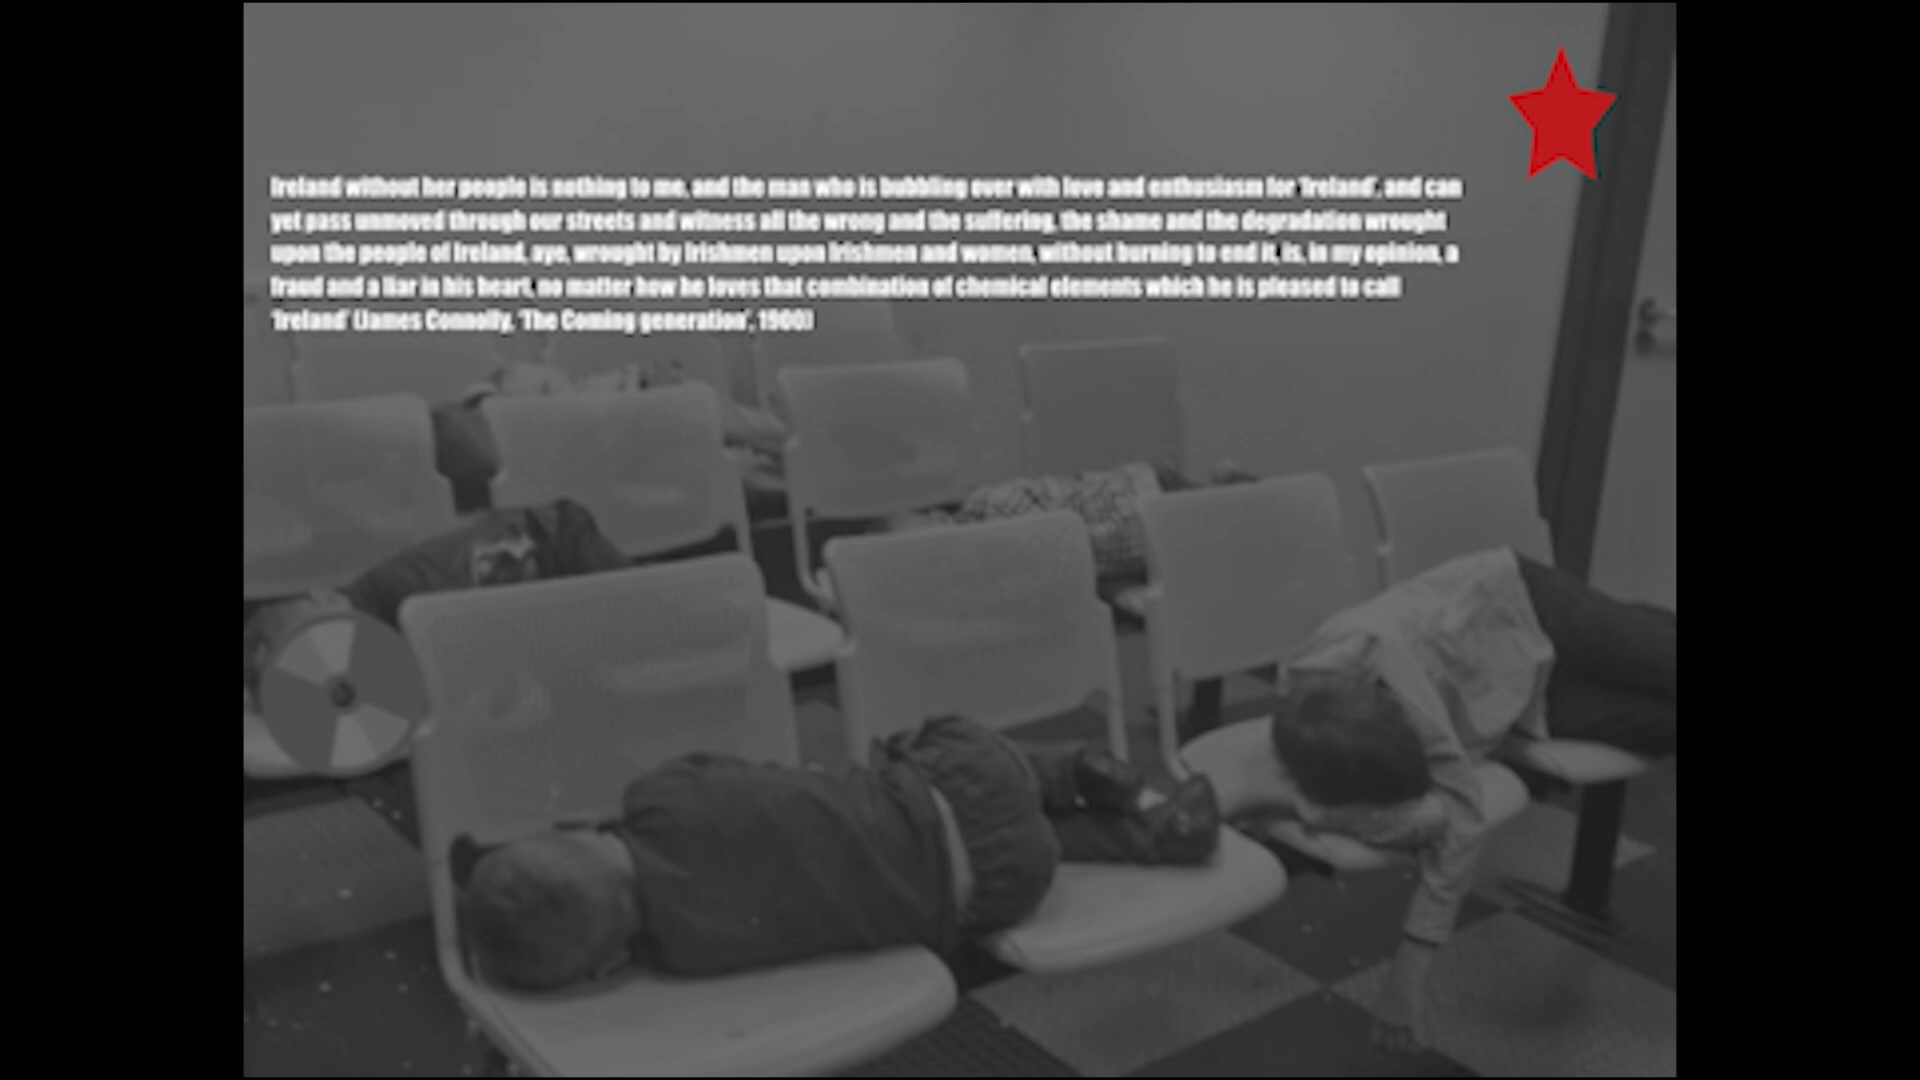 Ireland without her people is nothing to me, and the man who is bubbling over with love and enthusiasm for 'Ireland', and can
yet pass unmoved through our streets and witness all the wrong and the suffering, the shame and the degradation wrought
upon the people of Ireland, aye, wrought by Irishmen upon Irishmen and women, without burning to end it, is, in my opinion, a
fraud and a liar in his heart, no matter how he loves that combination of chemical elements which he is pleased to call
'Ireland' (James Connolly, 'The Coming generation', 1900)